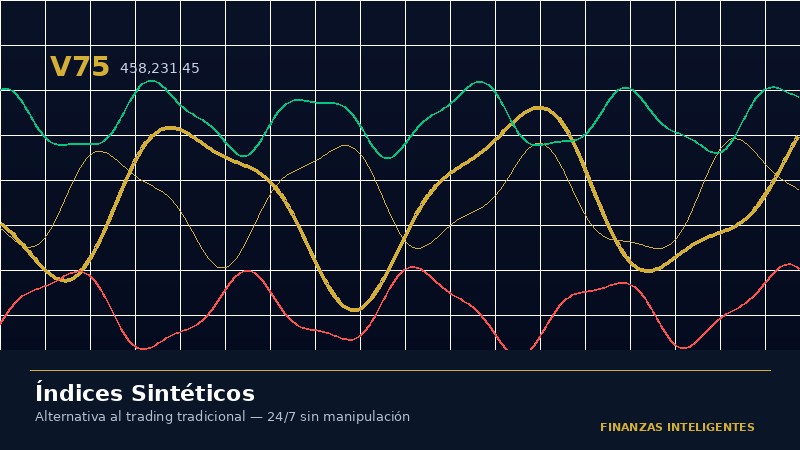 V75 458,231.45
Índices Sintéticos
Alternativa al trading tradicional — 24/7 sin manipulación
FINANZAS INTELIGENTES